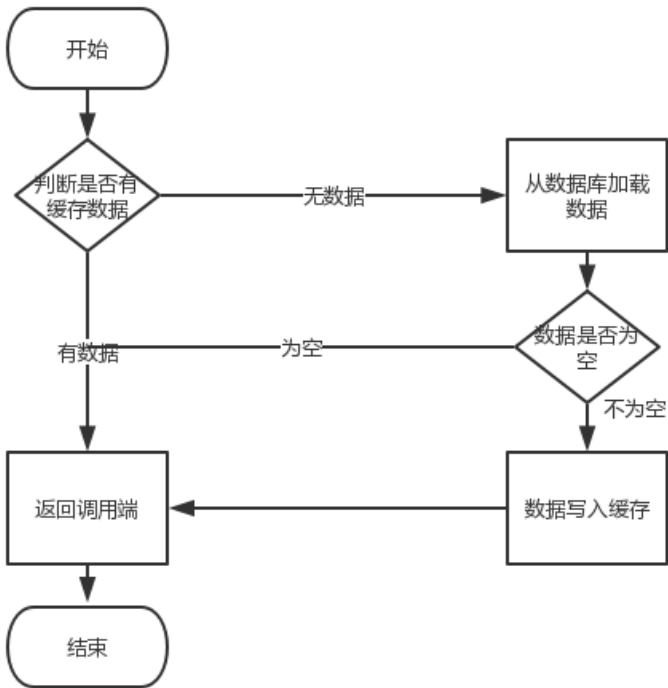 开始
判断是否有
缓存数据
无数据
从数据库加载
数据
有数据
为空
数据是否为
空
不为空
返回调用端
数据写入缓存
结束